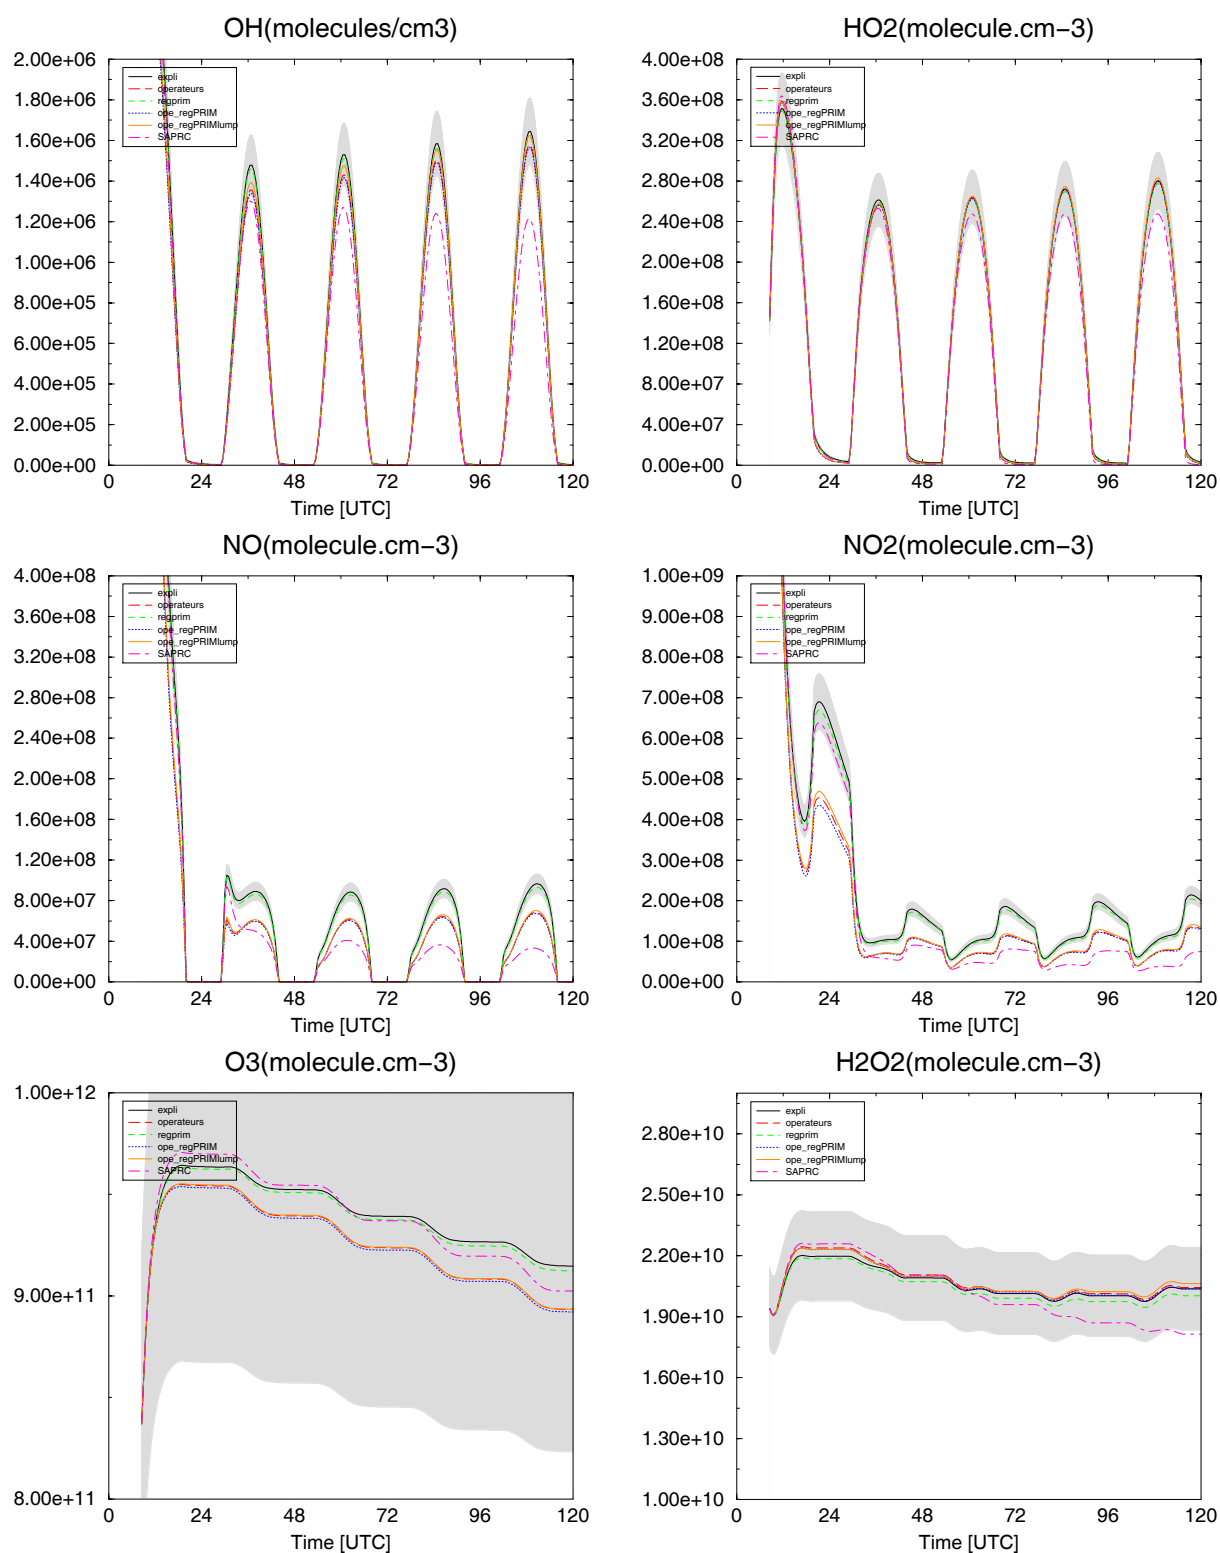 OH(molecules/cm3)
2.00e+06
1.80e+06
1.60e+06
1.40e+06
1.20e+06
1.00e+06
8.00e+05
6.00e+05
4.00e+05
2.00e+05
0.00e+00
expli
operateurs
regprim
ope_regPRIM
ope_regPRIMlump
SAPRC
0 24 48 72 96 120
Time [UTC]
HO2(molecule.cm−3)
4.00e+08
3.60e+08
3.20e+08
2.80e+08
2.40e+08
2.00e+08
1.60e+08
1.20e+08
8.00e+07
4.00e+07
0.00e+00
expli
operateurs
regprim
ope_regPRIM
ope_regPRIMlump
SAPRC
0 24 48 72 96 120
Time [UTC]
NO(molecule.cm−3)
4.00e+08
3.60e+08
3.20e+08
2.80e+08
2.40e+08
2.00e+08
1.60e+08
1.20e+08
8.00e+07
4.00e+07
0.00e+00
expli
operateurs
regprim
ope_regPRIM
ope_regPRIMlump
SAPRC
0 24 48 72 96 120
Time [UTC]
NO2(molecule.cm−3)
1.00e+09
9.00e+08
8.00e+08
7.00e+08
6.00e+08
5.00e+08
4.00e+08
3.00e+08
2.00e+08
1.00e+08
0.00e+00
expli
operateurs
regprim
ope_regPRIM
ope_regPRIMlump
SAPRC
0 24 48 72 96 120
Time [UTC]
O3(molecule.cm−3)
1.00e+12
9.00e+11
8.00e+11
expli
operateurs
regprim
ope_regPRIM
ope_regPRIMlump
SAPRC
0 24 48 72 96 120
Time [UTC]
H2O2(molecule.cm−3)
2.80e+10
2.50e+10
2.20e+10
1.90e+10
1.60e+10
1.30e+10
1.00e+10
expli
operateurs
regprim
ope_regPRIM
ope_regPRIMlump
SAPRC
0 24 48 72 96 120
Time [UTC]